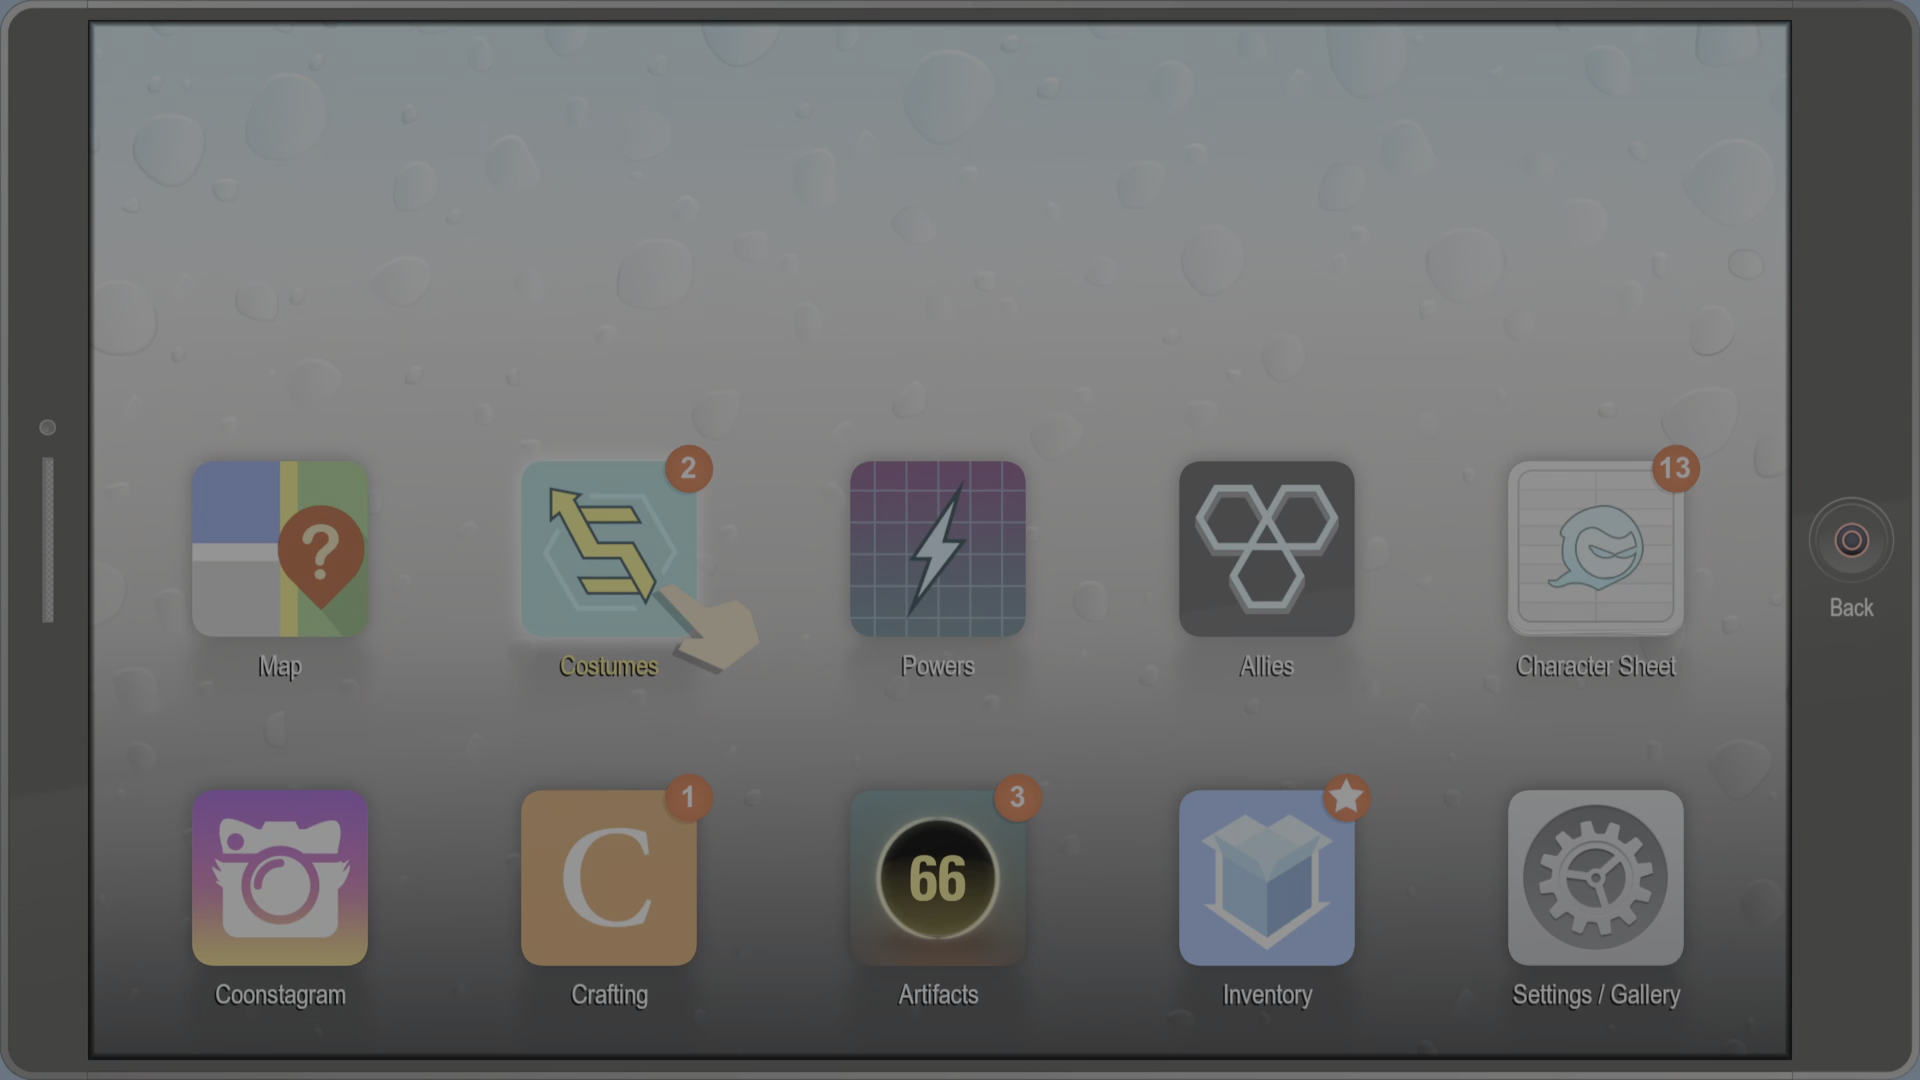 2
13
?
Map
Costumes
Powers
Allies
Character Sheet
Back
1
3
C
66
Coonstagram
Crafting
Artifacts
Inventory
Settings / Gallery